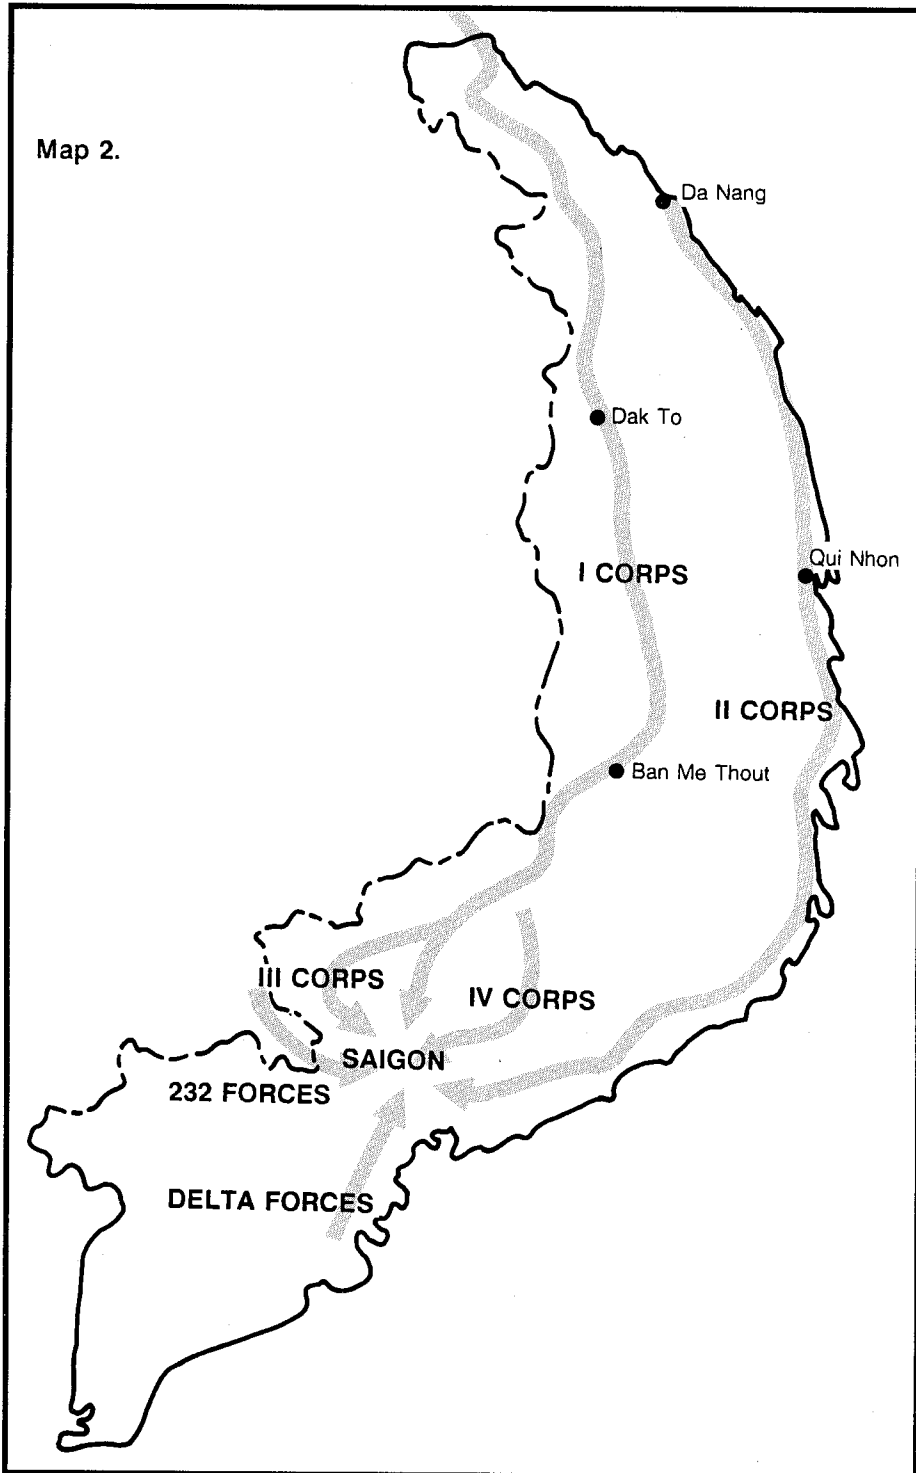 Map 2.
Da Nang
Dak To
Qui Nhon
I CORPS
II CORPS
Ban Me Thout
III CORPS
IV CORPS
SAIGON
232 FORCES
DELTA FORCES